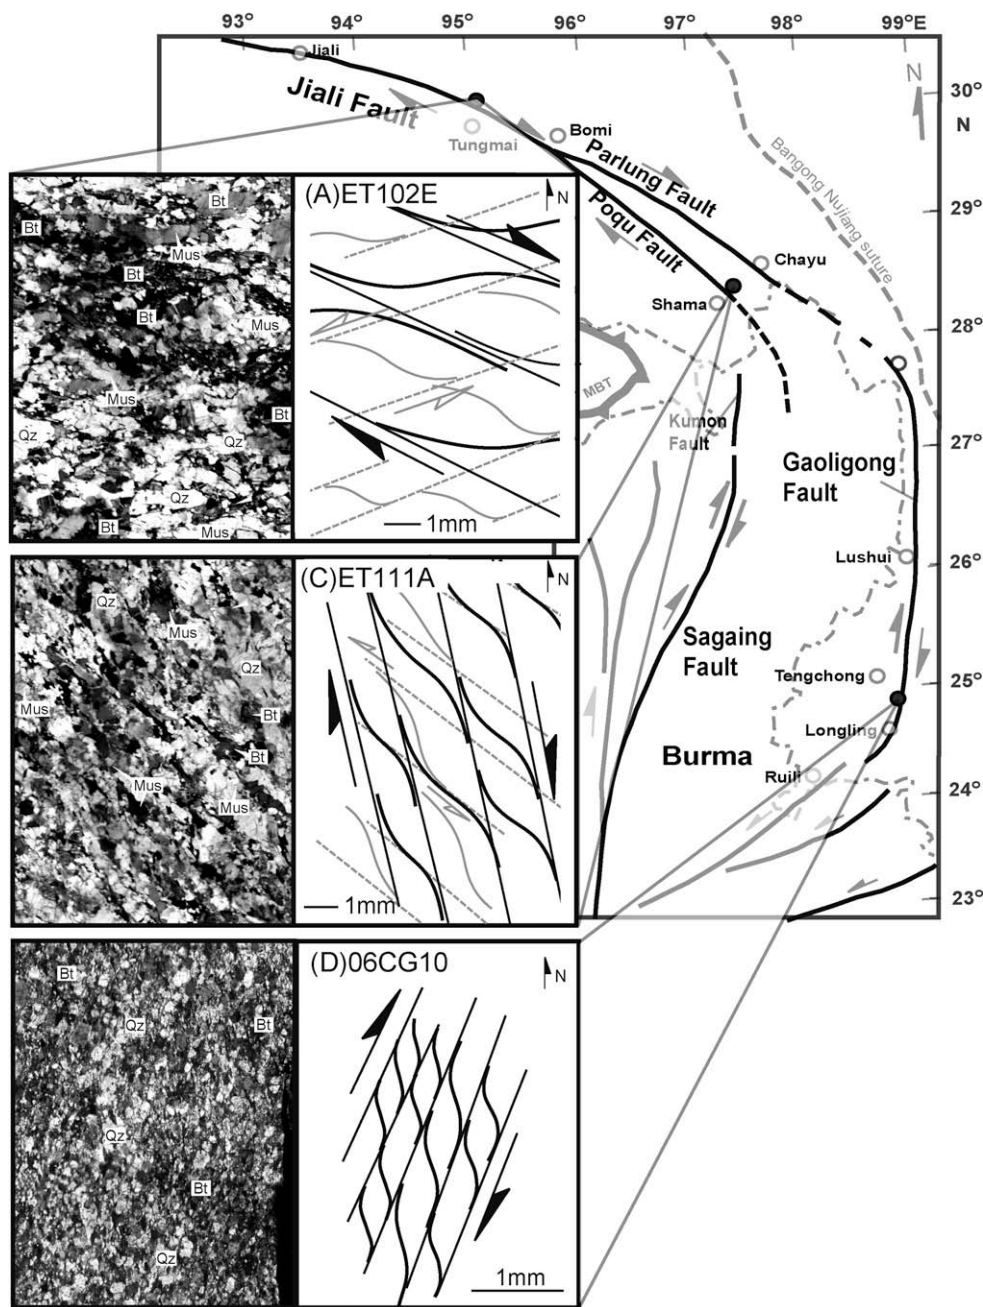 93° 94° 95° 96° 97° 98° 99°E
Jiali
Jiali Fault
N
30°
N
Tungmai
Bomi
Parlung Fault
Poqu Fault
Bangong Nujiang suture
29°
Chayu
Shama
28°
MBT
Kumon
Fault
27°
Gaoligong
Fault
Lushui
26°
Sagaing
Fault
Tengchong
25°
Longling
Burma
Ruili
24°
23°
(A)ET102E
N
Bt
Bt
Mus
Bt
Bt
Mus
Mus
Bt
Qz
Qz
Qz
Bt
Mus
1mm
(C)ET111A
N
Qz
Mus
Qz
Mus
Bt
Bt
Mus
Mus
1mm
(D)06CG10
N
Bt
Qz
Bt
Qz
Bt
Qz
1mm